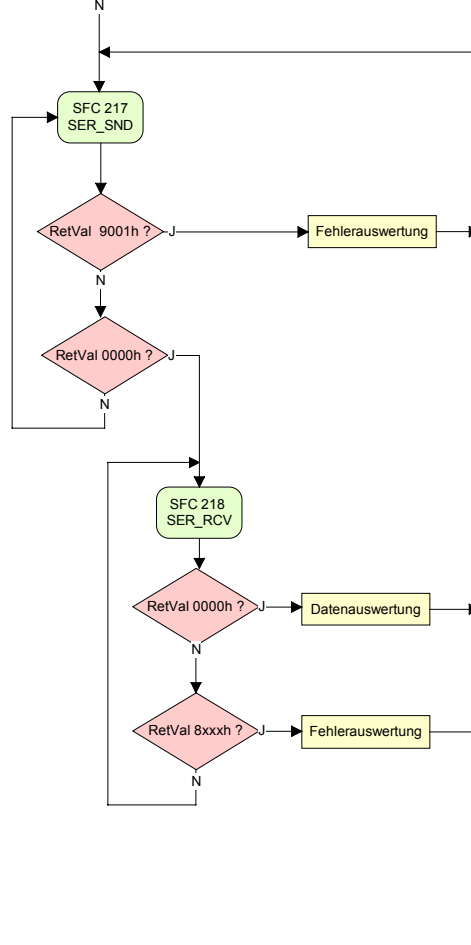 N
SFC 217
SER_SND
RetVal 9001h ?
J
Fehlerauswertung
N
RetVal 0000h ?
J
N
SFC 218
SER_RCV
RetVal 0000h ?
J
Datenauswertung
N
RetVal 8xxxh ?
J
Fehlerauswertung
N